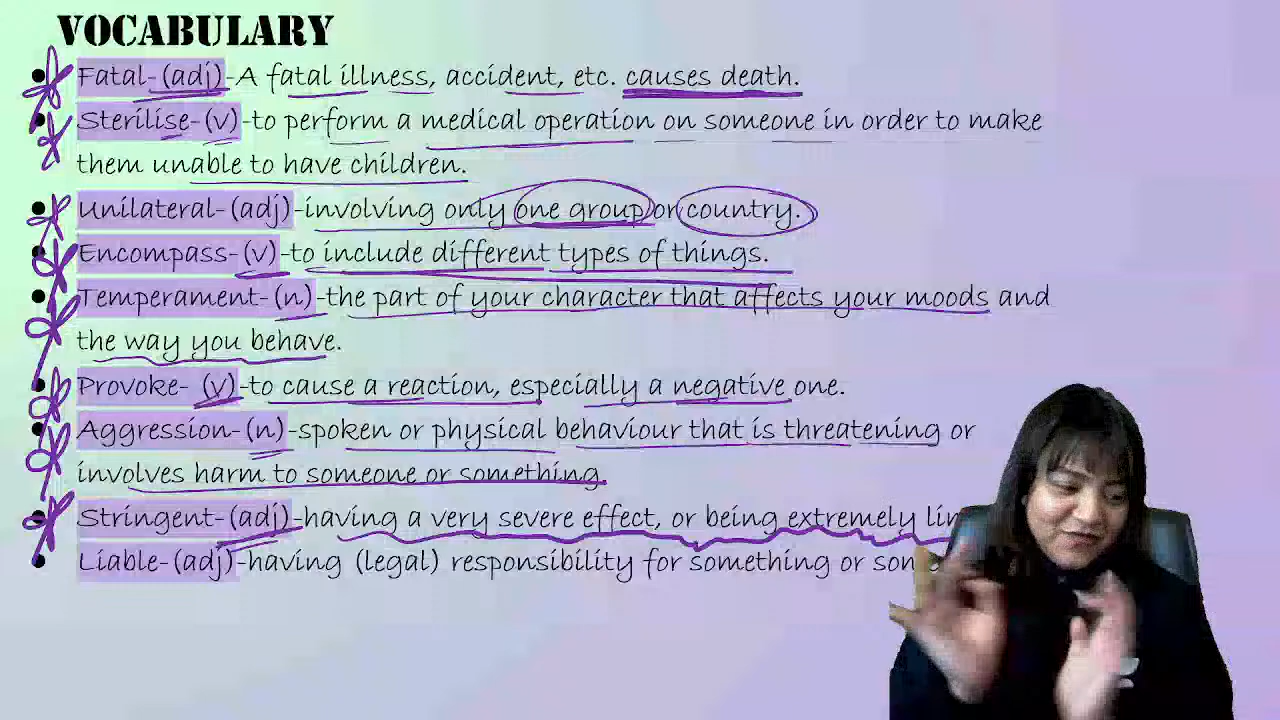 VOCABULARY
• Fatal-(adj)-A fatal illness, accident, etc. causes death.
• Sterilise-(v)-to perform a medical operation on someone in order to make
them unable to have children.
• Unilateral-(adj)-involving only one group or country.
• Encompass-(v)-to include different types of things.
• Temperament-(n)-the part of your character that affects your moods and
the way you behave.
• Provoke- (v)-to cause a reaction, especially a negative one.
• Aggression-(n)-spoken or physical behaviour that is threatening or
involves harm to someone or something.
• Stringent-(adj)-having a very severe effect, or being extremely
• Liable-(adj)-having (legal) responsibility for something or